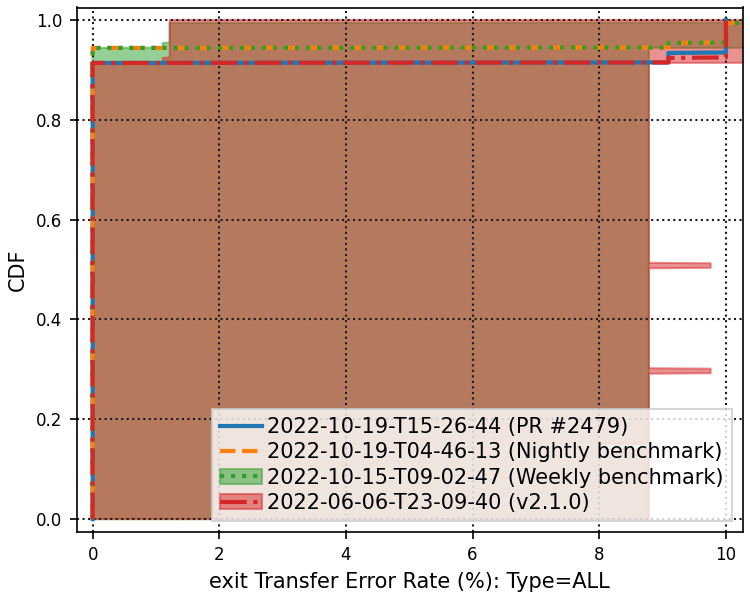 1.0
0.8
0.6
0.4
0.2
0.0
CDF
2022-10-19-T15-26-44 (PR #2479)
2022-10-19-T04-46-13 (Nightly benchmark)
2022-10-15-T09-02-47 (Weekly benchmark)
2022-06-06-T23-09-40 (v2.1.0)
0 2 4 6 8 10
exit Transfer Error Rate (%): Type=ALL